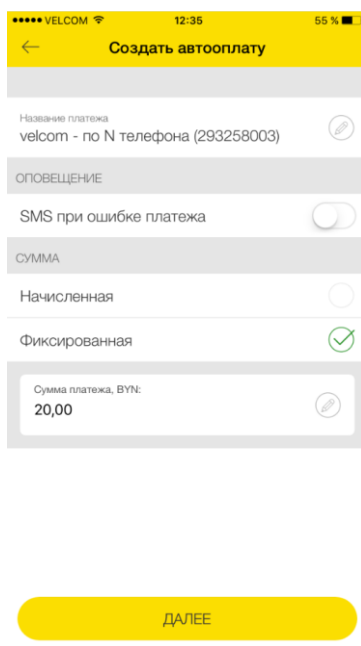 VELCOM 12:35 55 %
Создать автооплату
Название платежа
velcom - по N телефона (293258003)
ОПОВЕЩЕНИЕ
SMS при ошибке платежа
СУММА
Начисленная
Фиксированная
Сумма платежа, BYN:
20,00
ДАЛЕЕ